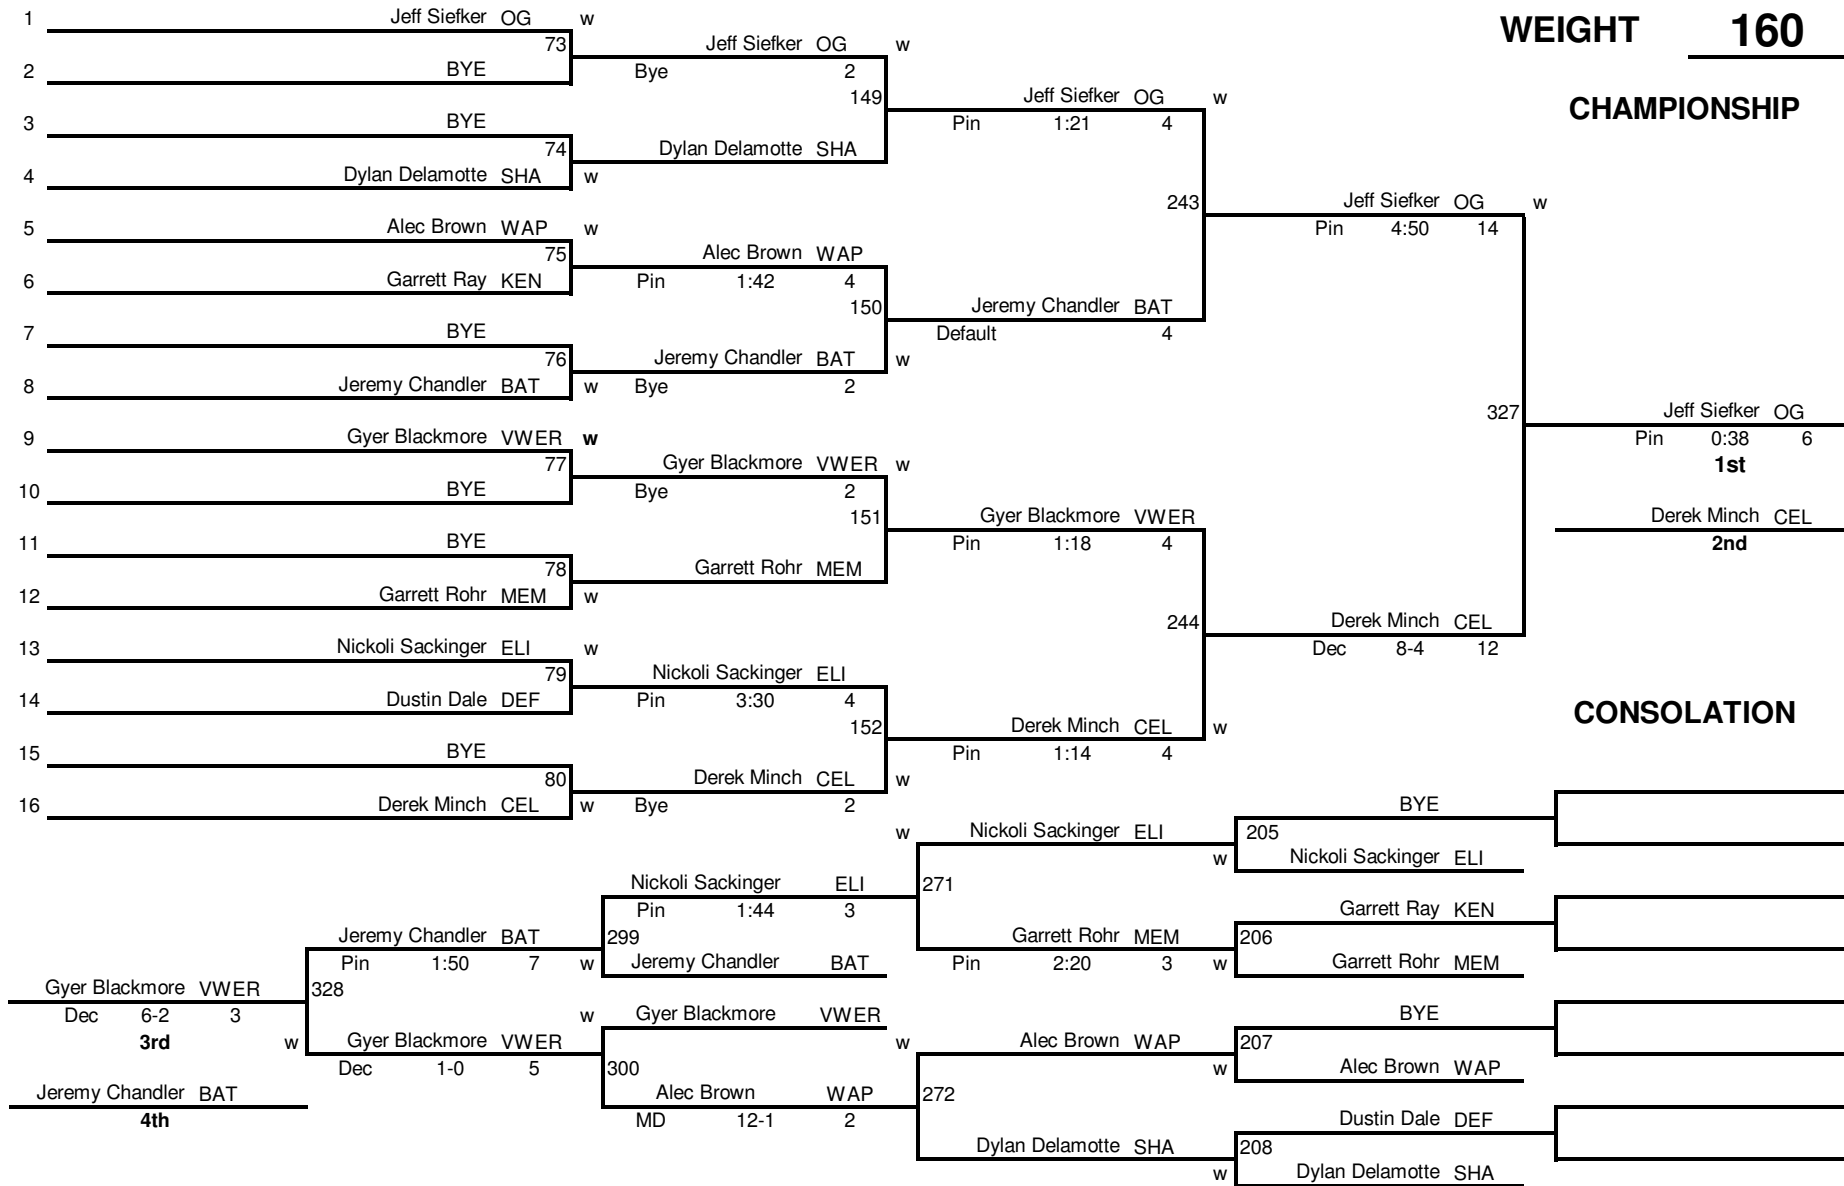 1 Jeff Siefker OG w
WEIGHT 160
73 Jeff Siefker OG w
2 BYE Bye 2
149 Jeff Siefker OG w
CHAMPIONSHIP
3 BYE Pin 1:21 4
74 Dylan Delamotte SHA
4 Dylan Delamotte SHA w
243 Jeff Siefker OG w
5 Alec Brown WAP w Pin 4:50 14
75 Alec Brown WAP
6 Garrett Ray KEN Pin 1:42 4
150 Jeremy Chandler BAT
7 BYE Default 4
76 Jeremy Chandler BAT w
8 Jeremy Chandler BAT w Bye 2
327 Jeff Siefker OG
9 Gyer Blackmore VWER w Pin 0:38 6
77 Gyer Blackmore VWER w 1st
10 BYE Bye 2
151 Gyer Blackmore VWER Derek Minch CEL
11 BYE Pin 1:18 4 2nd
78 Garrett Rohr MEM
12 Garrett Rohr MEM w
244 Derek Minch CEL
13 Nickoli Sackinger ELI w Dec 8-4 12
79 Nickoli Sackinger ELI
14 Dustin Dale DEF Pin 3:30 4
CONSOLATION
152 Derek Minch CEL w
15 BYE Pin 1:14 4
80 Derek Minch CEL w
16 Derek Minch CEL w Bye 2
BYE
w Nickoli Sackinger ELI 205
w Nickoli Sackinger ELI
Nickoli Sackinger ELI 271
Pin 1:44 3 Garrett Ray KEN
Jeremy Chandler BAT 299 Garrett Rohr MEM 206
Pin 1:50 7 w Jeremy Chandler BAT Pin 2:20 3 w Garrett Rohr MEM
Gyer Blackmore VWER 328
Dec 6-2 3 w Gyer Blackmore VWER BYE
3rd w Gyer Blackmore VWER w Alec Brown WAP 207
Dec 1-0 5 300 w Alec Brown WAP
Jeremy Chandler BAT Alec Brown WAP 272
4th MD 12-1 2 Dustin Dale DEF
Dylan Delamotte SHA 208
w Dylan Delamotte SHA